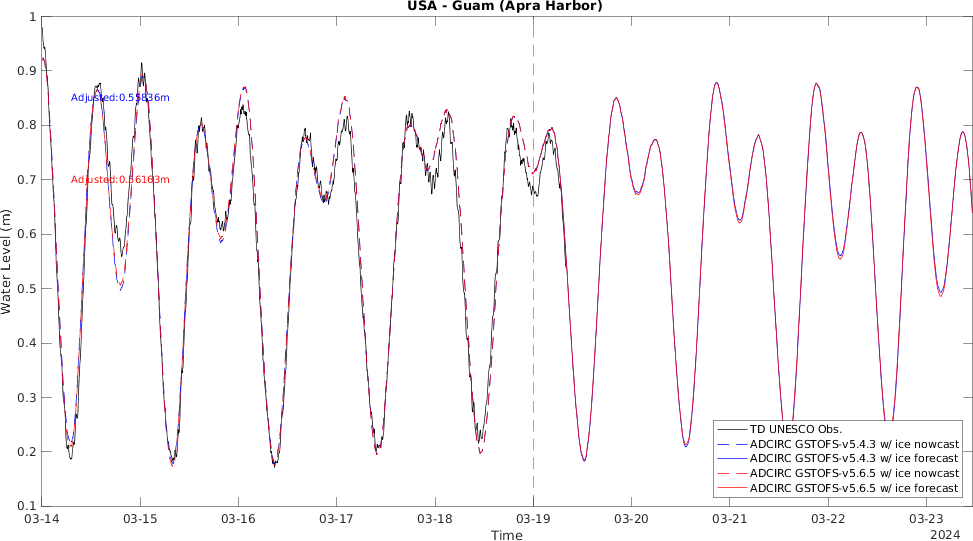 USA - Guam (Apra Harbor)
1
0.9
0.8
0.7
0.6
0.5
0.4
0.3
0.2
0.1
Water Level (m)
Adjusted:0.55836m
Adjusted:0.56163m
TD UNESCO Obs.
ADCIRC GSTOFS-v5.4.3 w/ ice nowcast
ADCIRC GSTOFS-v5.4.3 w/ ice forecast
ADCIRC GSTOFS-v5.6.5 w/ ice nowcast
ADCIRC GSTOFS-v5.6.5 w/ ice forecast
03-14 03-15 03-16 03-17 03-18 03-19 03-20 03-21 03-22 03-23
Time
2024